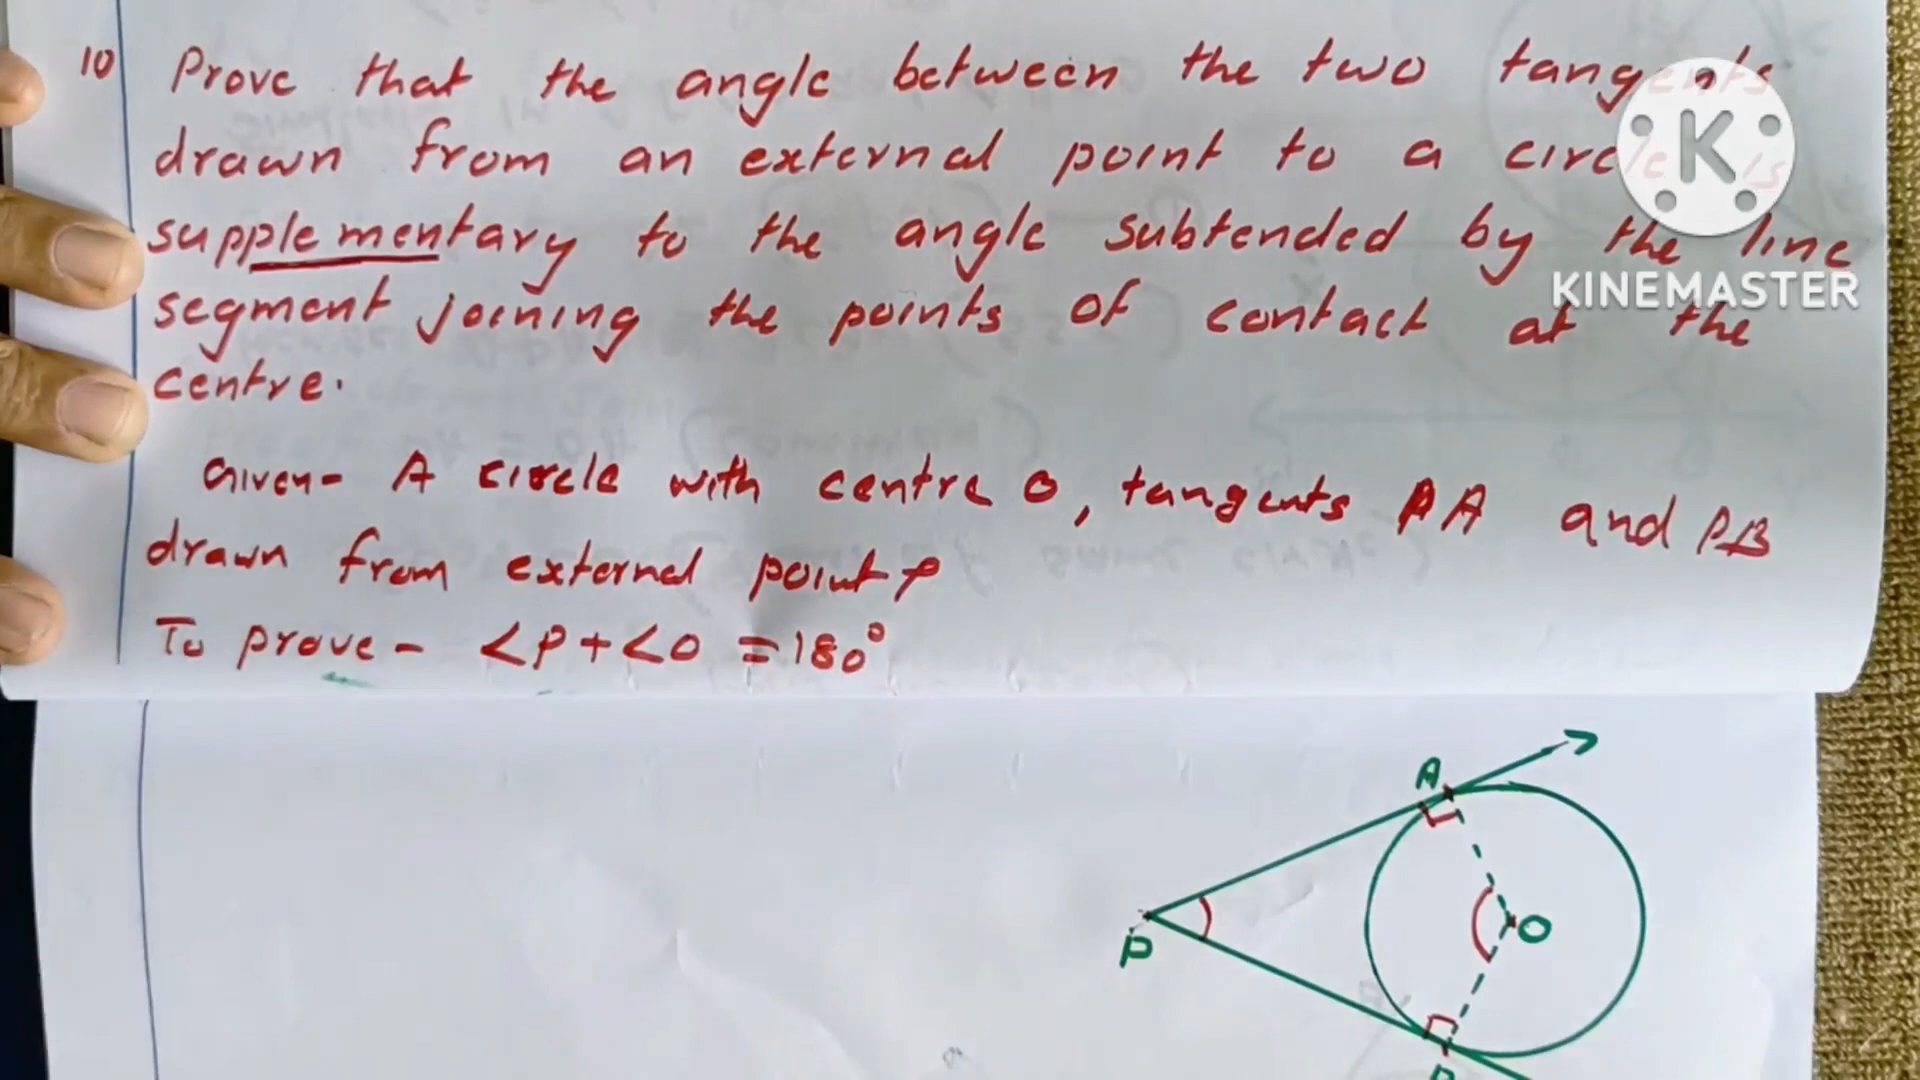 10 Prove that the angle between the two tangents
drawn from an external point to a circle is
supplementary to the angle subtended by the line
segment joining the points of contact at the
centre.
Given- A circle with centre O, tangents PA and PB
drawn from external point P
To prove - <P+<O =180°
K
KINEMASTER
A
P
O